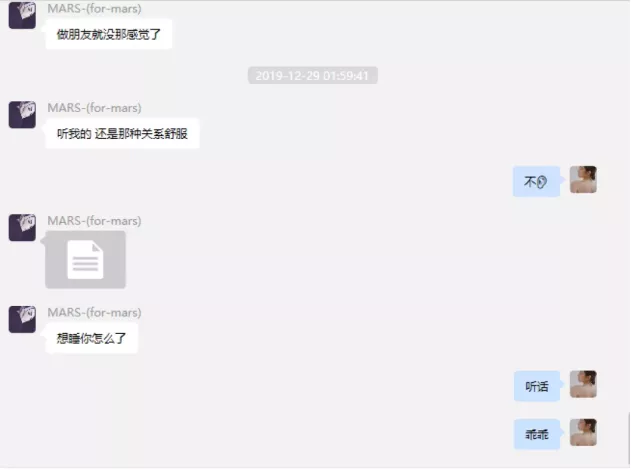 MARS-(for-mars)
做朋友就没那感觉了
2019-12-29 01:59:41
MARS-(for-mars)
听我的 还是那种关系舒服
不👂
MARS-(for-mars)
MARS-(for-mars)
想睡你怎么了
听话
乖乖